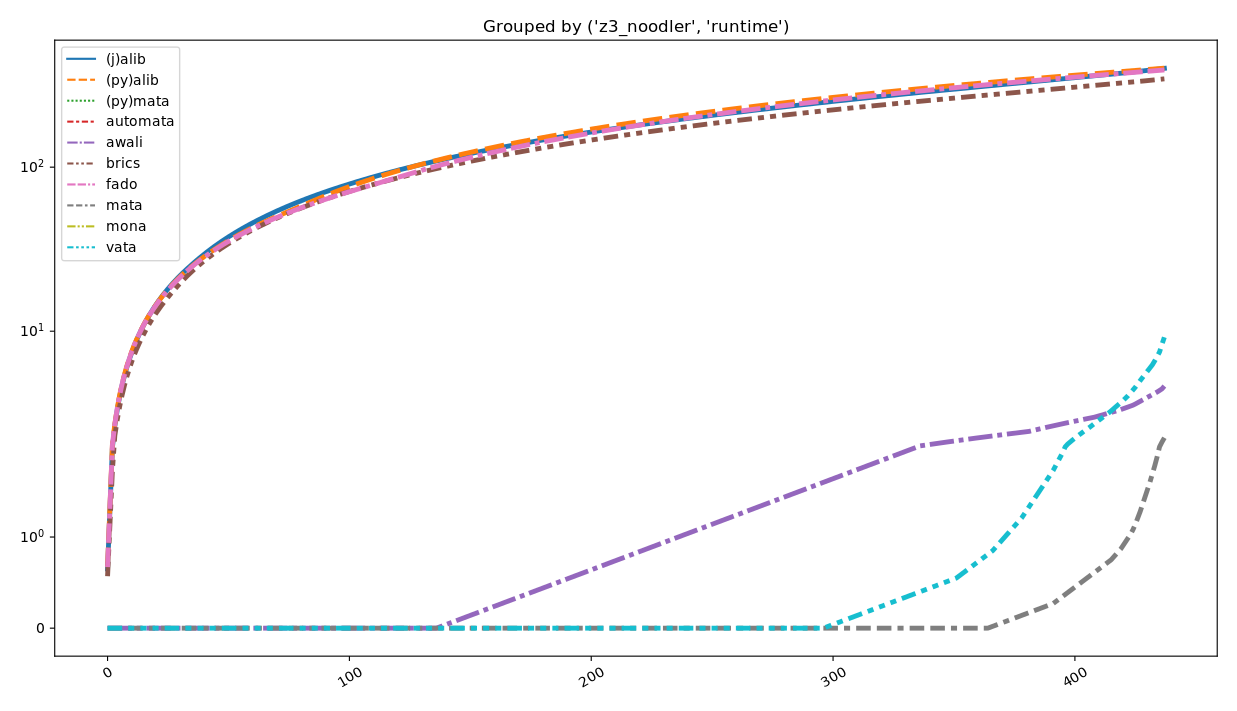 Grouped by ('z3_noodler', 'runtime')
(j)alib
(py)alib
(py)mata
automata
awali
brics
fado
mata
mona
vata
10²
10¹
10⁰
0
0
100
200
300
400